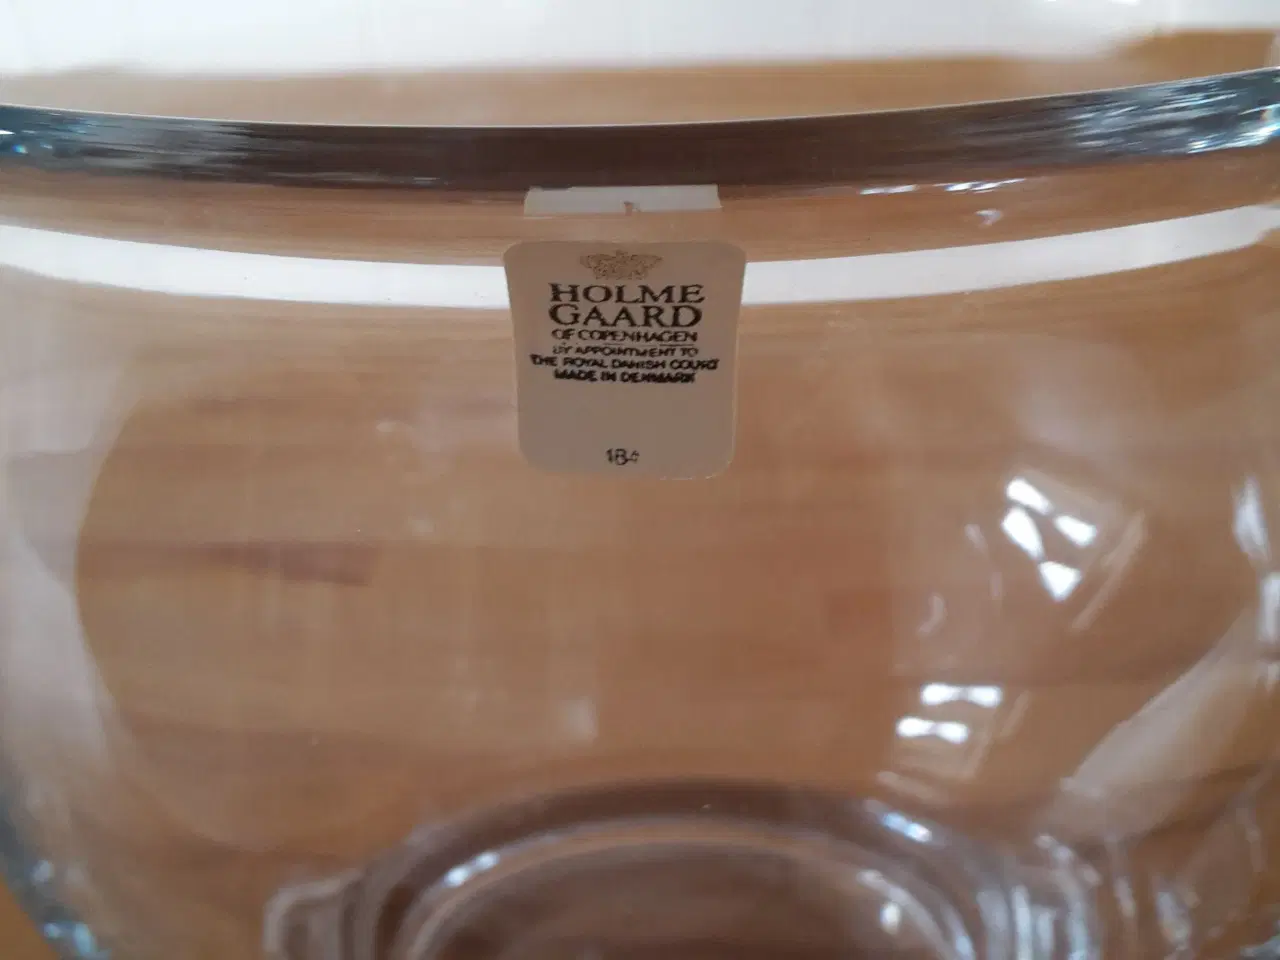 HOLME
GAARD
OF COPENHAGEN
BY APPOINTMENT TO
THE ROYAL DANISH COURT
MADE IN DENMARK